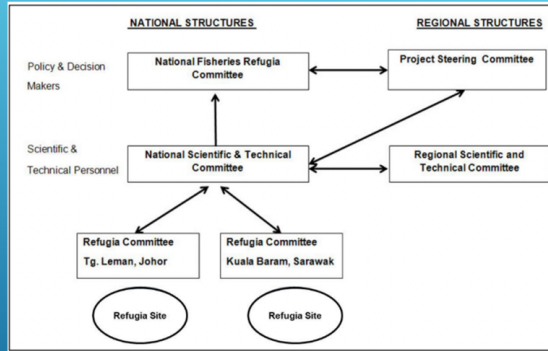 NATIONAL STRUCTURES
REGIONAL STRUCTURES
Policy & Decision
Makers
National Fisheries Refugia
Committee
Project Steering Committee
Scientific &
Technical Personnel
National Scientific & Technical
Committee
Regional Scientific and
Technical Committee
Refugia Committee
Tg. Leman, Johor
Refugia Committee
Kuala Baram, Sarawak
Refugia Site
Refugia Site